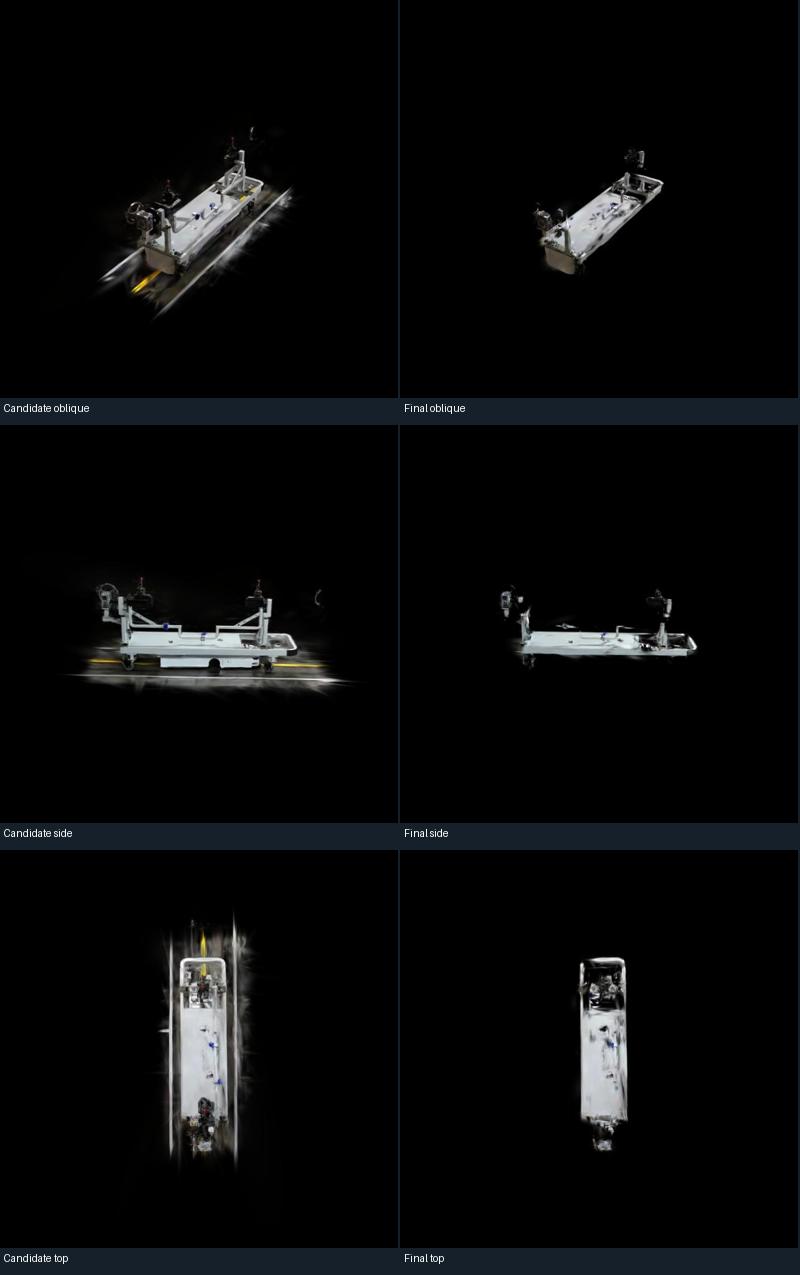 Candidate oblique
Final oblique
Candidate side
Final side
Candidate top
Final top